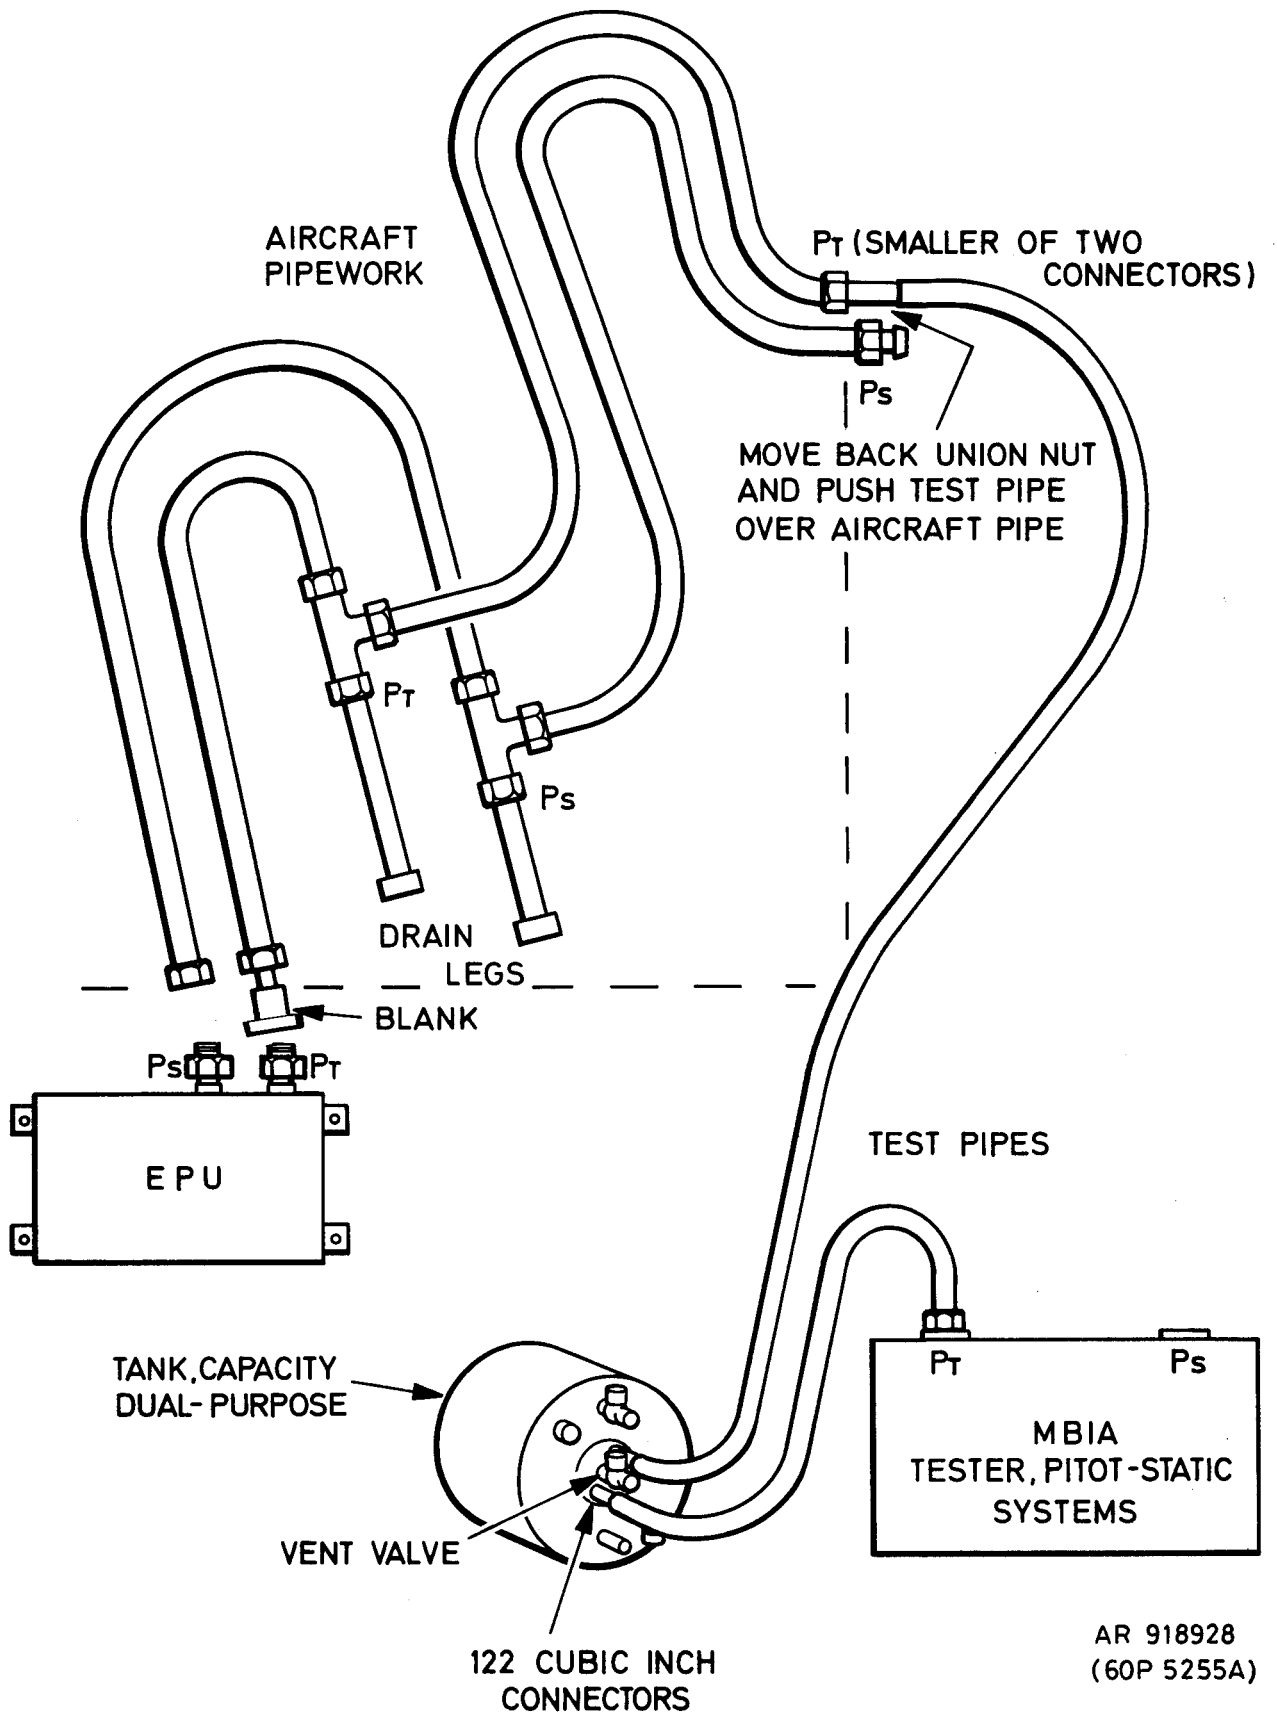 AIRCRAFT
PIPEWORK
PT (SMALLER OF TWO
CONNECTORS)
Ps
MOVE BACK UNION NUT
AND PUSH TEST PIPE
OVER AIRCRAFT PIPE
PT
Ps
DRAIN
LEGS
BLANK
Ps
PT
EPU
TEST PIPES
TANK, CAPACITY
DUAL-PURPOSE
PT
Ps
MBIA
TESTER, PITOT-STATIC
SYSTEMS
VENT VALVE
122 CUBIC INCH
CONNECTORS
AR 918928
(60P 5255A)